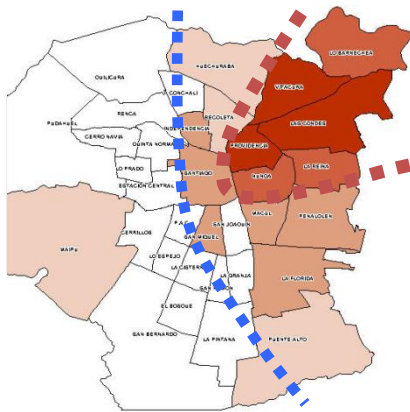 LO BARNECHEA
HUECHURABA
QUILICURA
VITACURA
CONCHALI
LAS CONDES
RENCA
RECOLETA
PUDAHUEL
INDEPENDENCIA
CERRO NAVIA
QUINTA NORMAL
PROVIDENCIA
LO PRADO
LA REINA
SANTIAGO
ÑUÑOA
ESTACION CENTRAL
MACUL
PEÑALOLEN
P.A.C.
SAN JOAQUIN
CERRILLOS
SAN MIGUEL
MAIPU
LO ESPEJO
LA CISTERNA
LA GRANJA
LA FLORIDA
SAN RAMON
EL BOSQUE
SAN BERNARDO
LA PINTANA
PUENTE ALTO